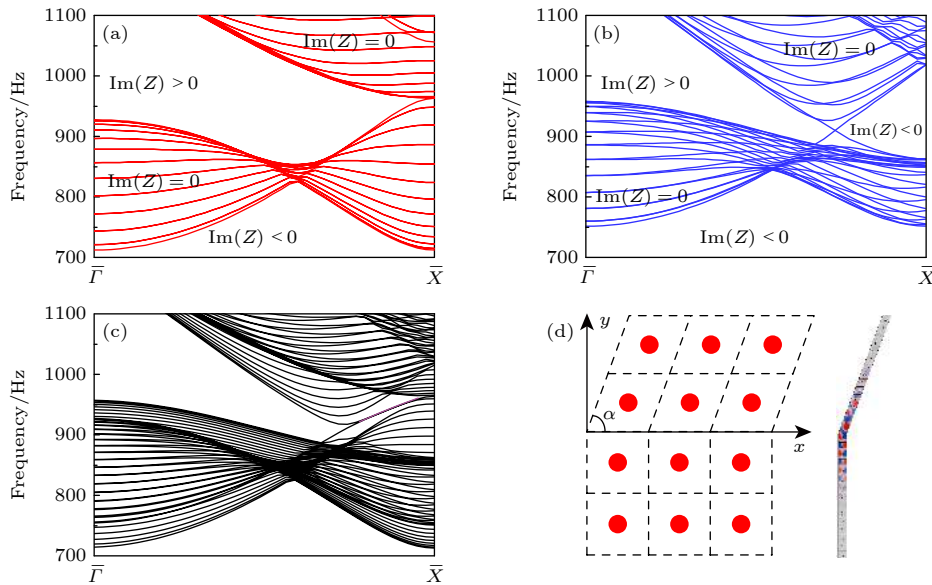 (a)
Im(Z) = 0
Im(Z) > 0
Im(Z) = 0
Im(Z) < 0
Frequency/Hz
1100
1000
900
800
700
Γ̅
X̅
(b)
Im(Z) = 0
Im(Z) > 0
Im(Z) < 0
Im(Z) = 0
Im(Z) < 0
Frequency/Hz
1100
1000
900
800
700
Γ̅
X̅
(c)
Frequency/Hz
1100
1000
900
800
700
Γ̅
X̅
(d)
y
α
x